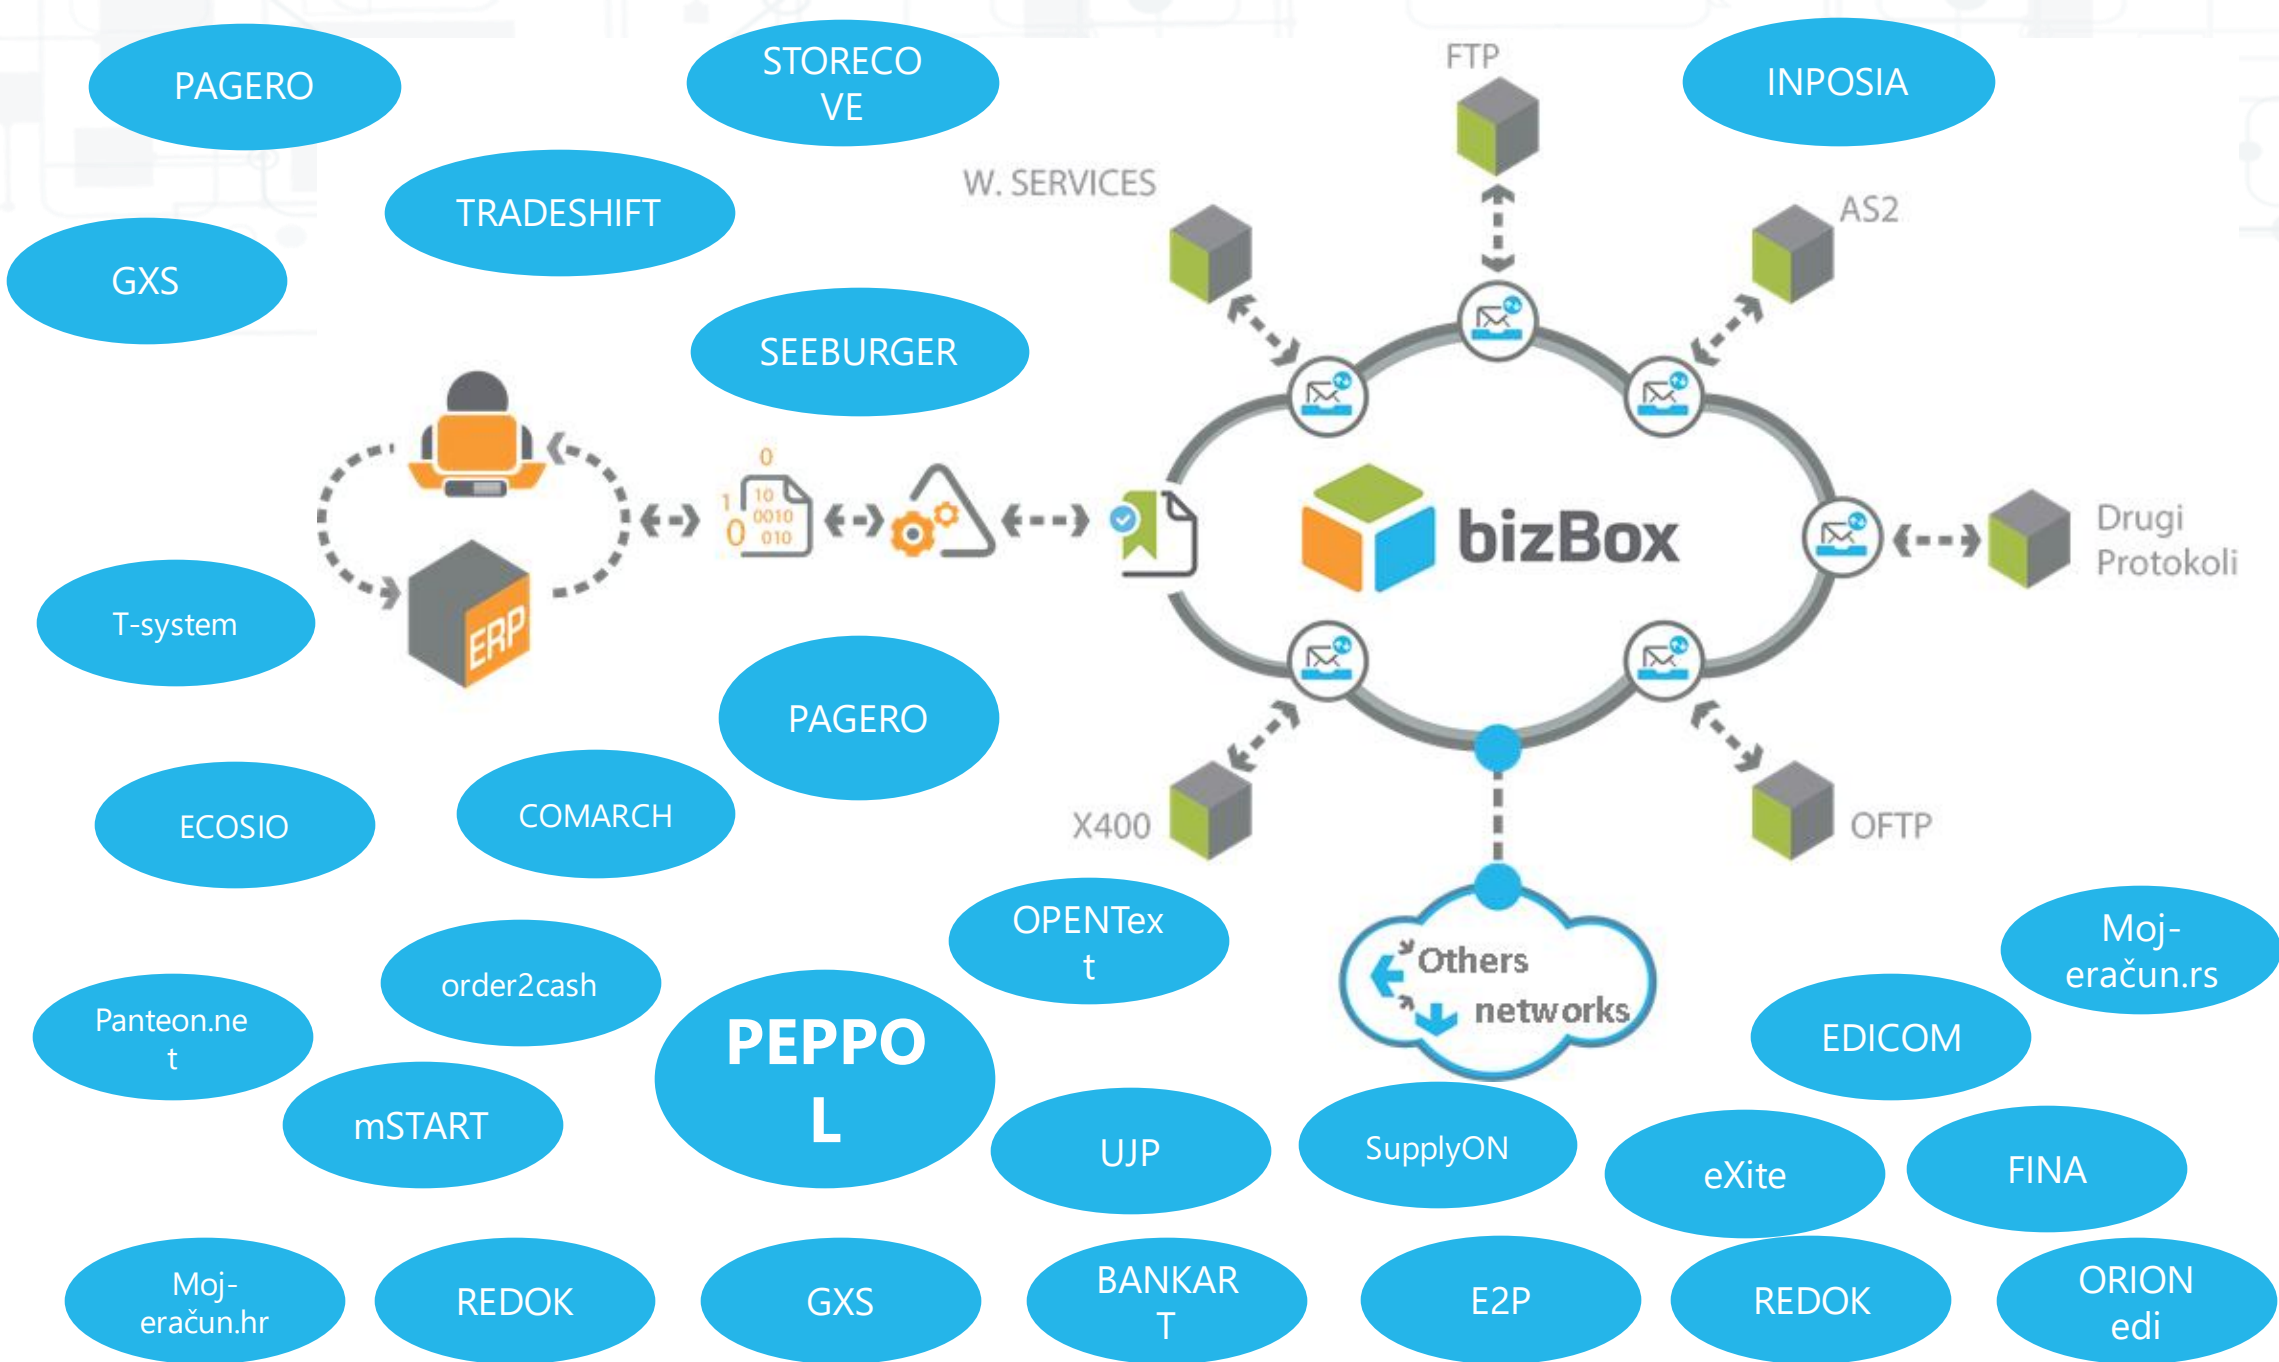 PAGERO
STORECO
VE
FTP
INPOSIA
W. SERVICES
TRADESHIFT
AS2
GXS
SEEBURGER
0
1
10
0010
0
010
bizBox
Drugi
Protokoli
ERP
T-system
PAGERO
ECOSIO
COMARCH
X400
OFTP
OPENTex
t
Others
networks
Moj-
eračun.rs
order2cash
Panteon.ne
t
PEPPO
L
EDICOM
mSTART
UJP
SupplyON
eXite
FINA
Moj-
eračun.hr
REDOK
GXS
BANKAR
T
E2P
REDOK
ORION
edi